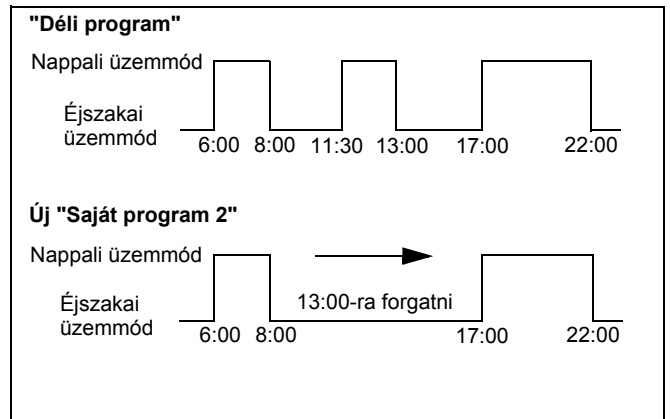 "Déli program"
Nappali üzemmód
Éjszakai
üzemmód
6:00 8:00 11:30 13:00 17:00 22:00
Új "Saját program 2"
Nappali üzemmód
13:00-ra forgatni
Éjszakai
üzemmód
6:00 8:00 17:00 22:00